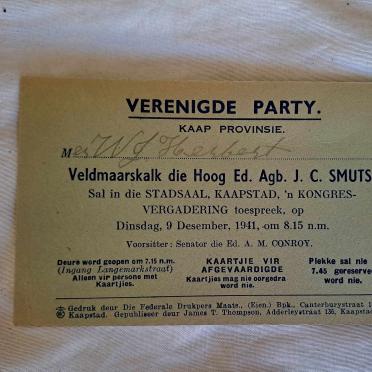 VERENIGDE PARTY.
KAAP PROVINSIE.
Mev W J Herbert
Veldmaarskalk die Hoog Ed. Agb. J. C. SMUTS
Sal in die STADSAAL, KAAPSTAD, 'n KONGRES-
VERGADERING toespreek, op
Dinsdag, 9 Desember, 1941, om 8.15 n.m.
Voorsitter: Senator die Ed. A. M. CONROY.
Deure word geopen om 7.15 n.m.
(Ingang Langemarkstraat)
Alleen vir persone met
Kaartjies.
KAARTJIE VIR
AFGEVAARDIGDE
Kaartjies mag nie oorgedra
word nie.
Plekke sal nie
7.45 gereserveer
word nie.
Gedruk deur Die Federale Drukpers Maats., (Eien.) Bpk., Canterburystraat
Kaapstad. Gepubliseer deur James T. Thompson, Adderleystraat 136, Kaapstad